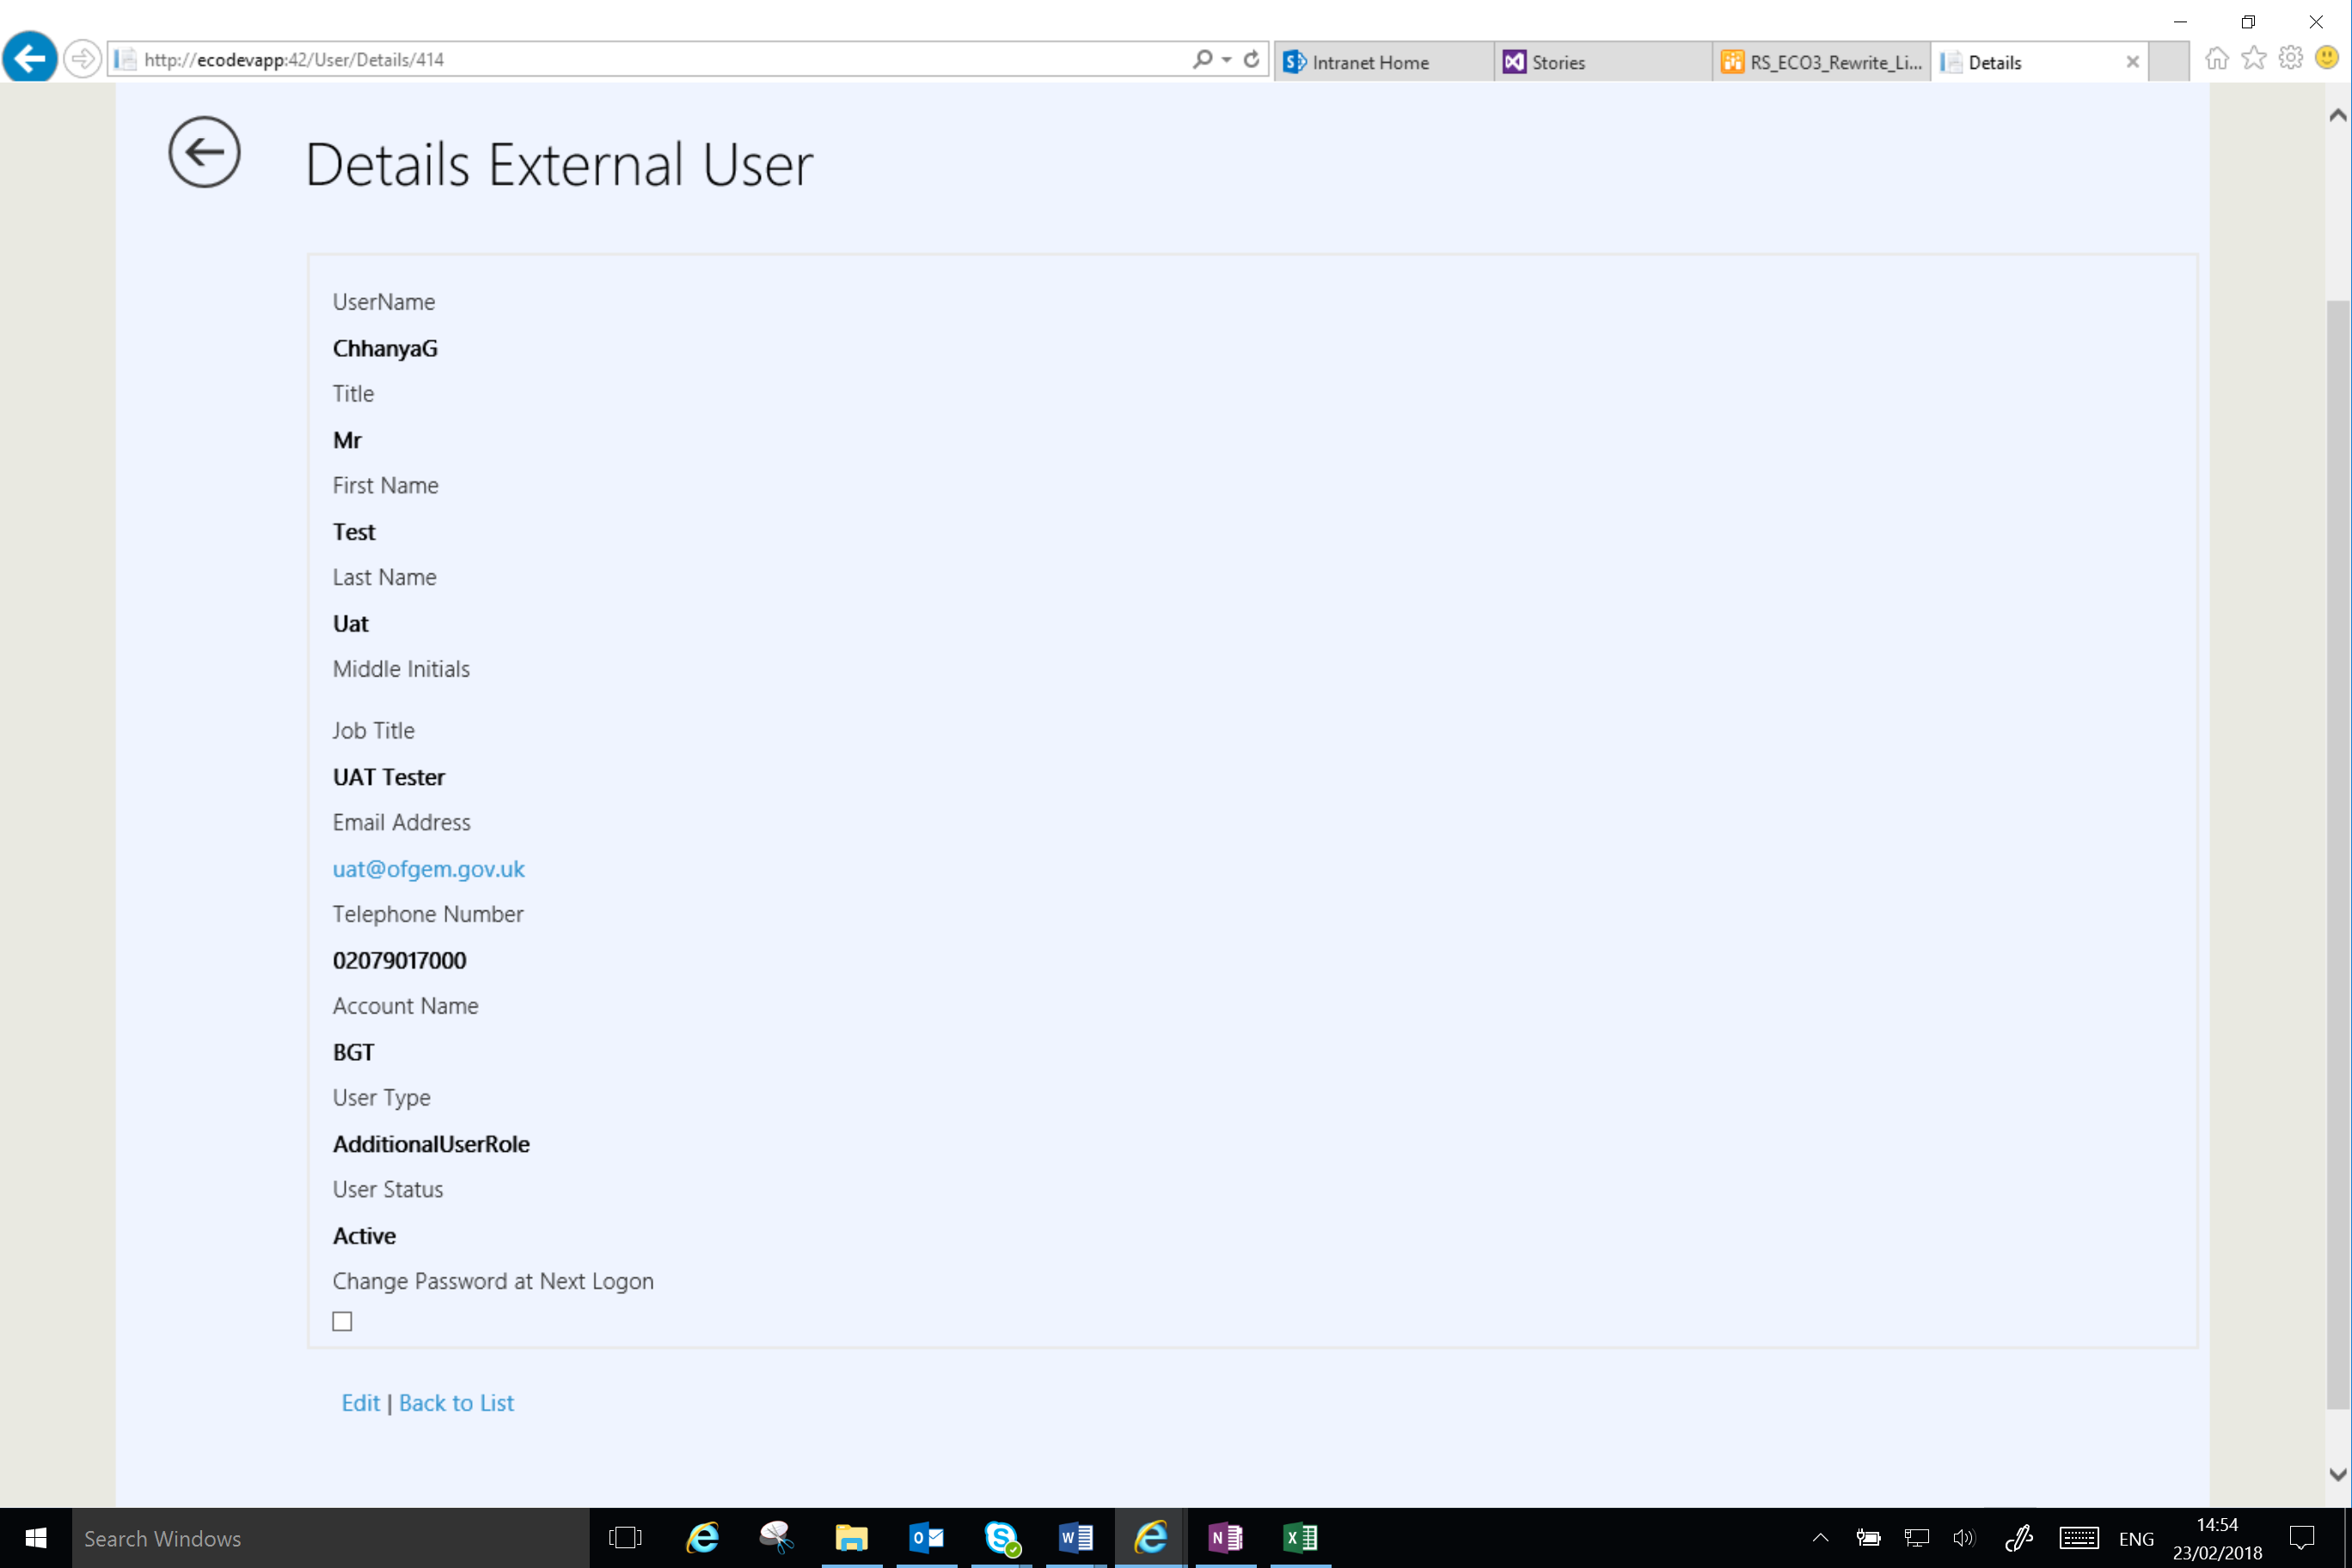 http://ecodevapp:42/User/Details/414
Intranet Home
Stories
RS_ECO3_Rewrite_Li...
Details
Details External User
UserName
ChhanyaG
Title
Mr
First Name
Test
Last Name
Uat
Middle Initials
Job Title
UAT Tester
Email Address
uat@ofgem.gov.uk
Telephone Number
02079017000
Account Name
BGT
User Type
AdditionalUserRole
User Status
Active
Change Password at Next Logon
Edit | Back to List
Search Windows
ENG
14:54
23/02/2018